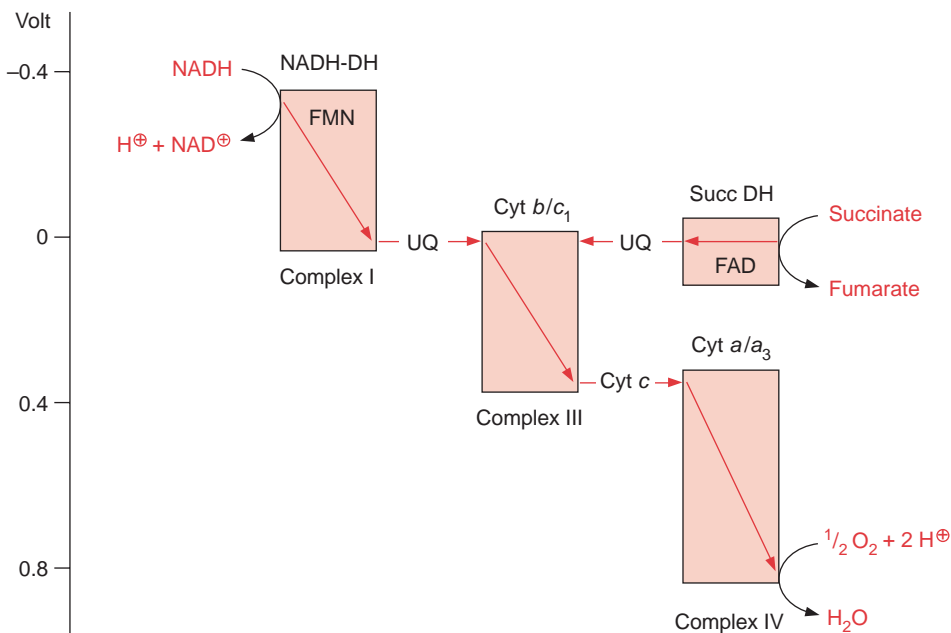 Volt
–0.4
0
0.4
0.8
NADH
H⊕ + NAD⊕
NADH-DH
FMN
Complex I
UQ
Cyt b/c₁
Complex III
UQ
Succ DH
FAD
Succinate
Fumarate
Cyt c
Cyt a/a₃
Complex IV
¹/₂ O₂ + 2 H⊕
H₂O